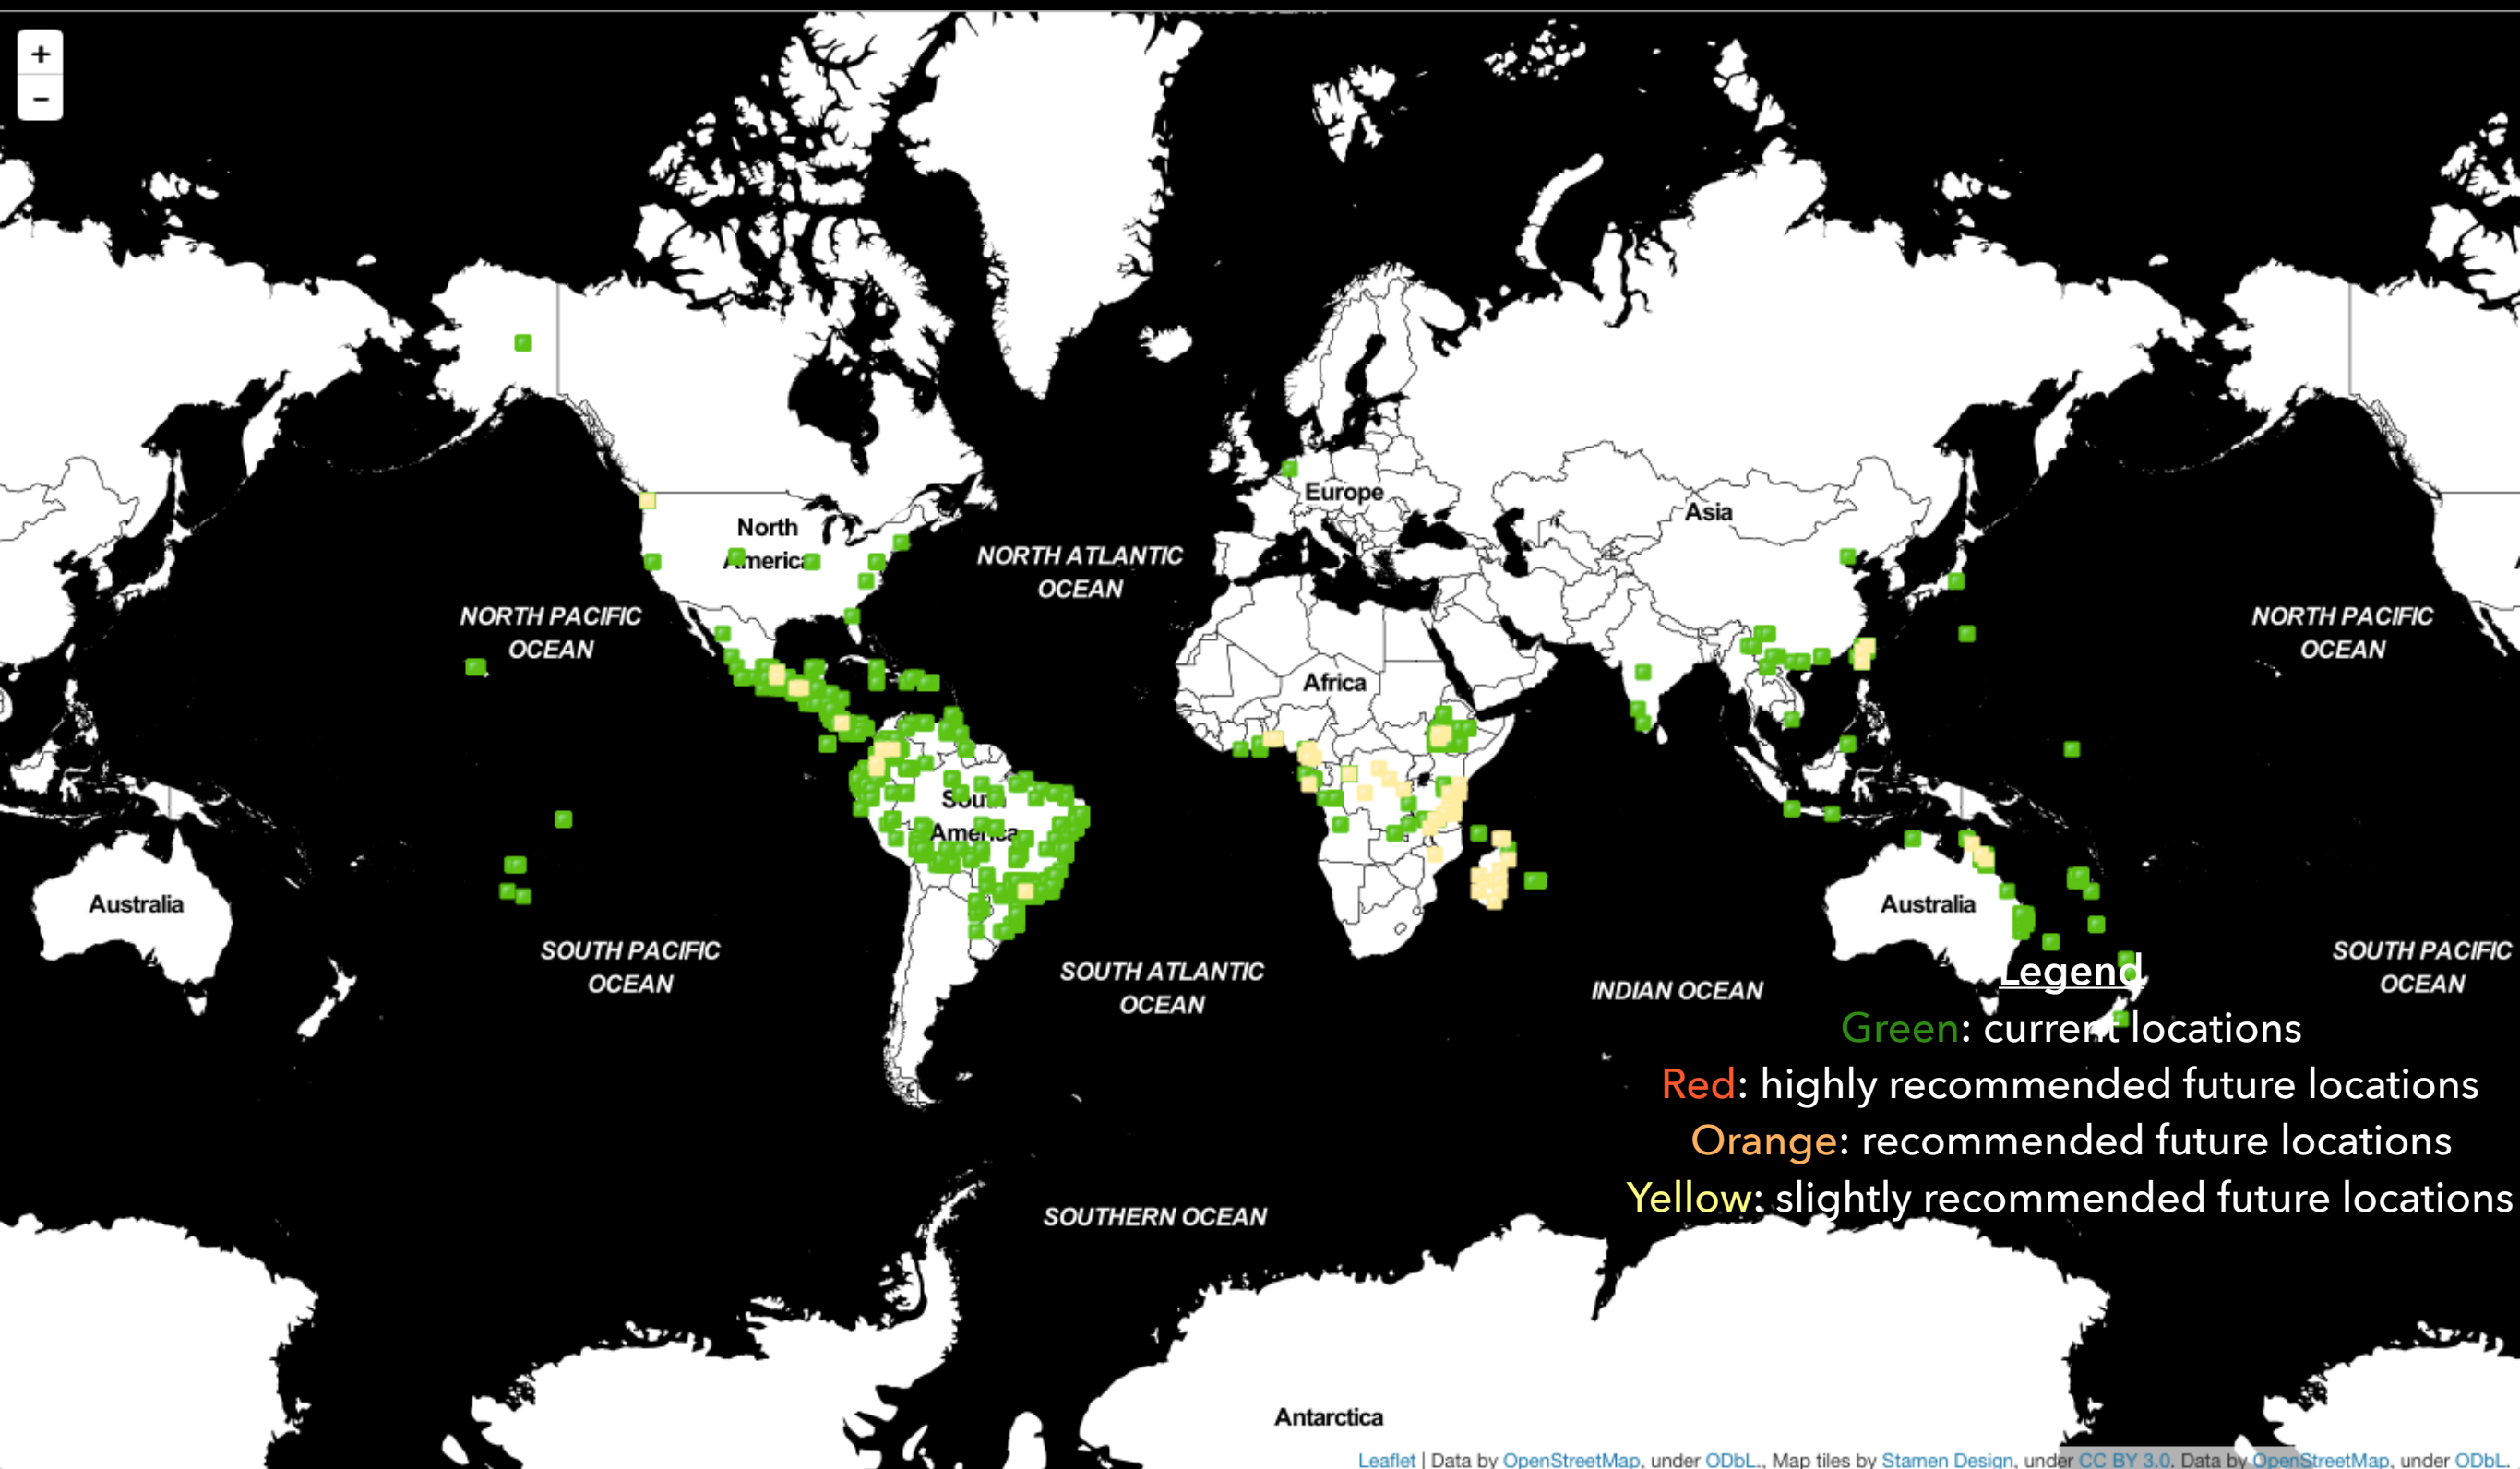 +
−
North
America
NORTH ATLANTIC
OCEAN
Europe
Asia
NORTH PACIFIC
OCEAN
NORTH PACIFIC
OCEAN
Africa
South
America
Australia
Australia
SOUTH PACIFIC
OCEAN
SOUTH ATLANTIC
OCEAN
INDIAN OCEAN
SOUTH PACIFIC
OCEAN
Legend
Green: current locations
Red: highly recommended future locations
Orange: recommended future locations
Yellow: slightly recommended future locations
SOUTHERN OCEAN
Antarctica
Leaflet | Data by OpenStreetMap, under ODbL., Map tiles by Stamen Design, under CC BY 3.0. Data by OpenStreetMap, under ODbL.